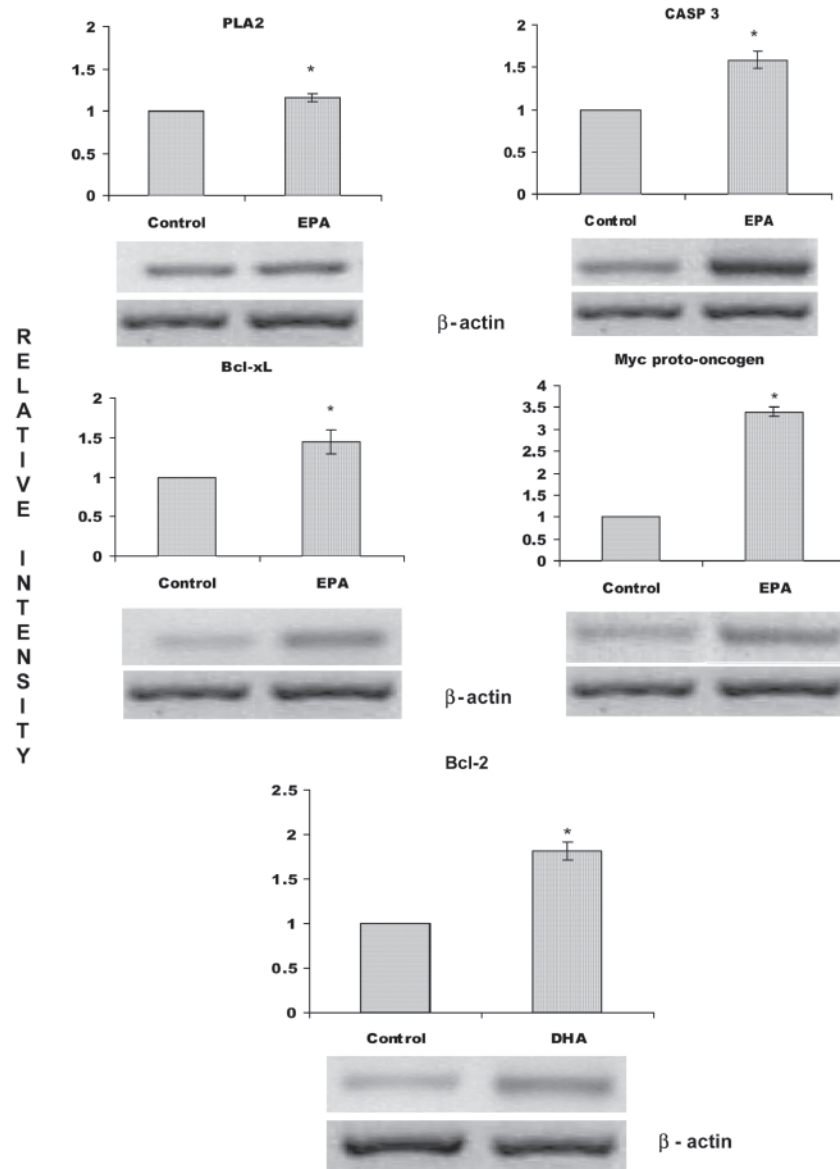 PLA2
2
1.5
1
0.5
0
*
Control EPA
CASP 3
2
1.5
1
0.5
0
*
Control EPA
β-actin
RELATIVE INTENSITY
Bcl-xL
2
1.5
1
0.5
0
*
Control EPA
Myc proto-oncogen
4
3.5
3
2.5
2
1.5
1
0.5
0
*
Control EPA
β-actin
Bcl-2
2.5
2
1.5
1
0.5
0
*
Control DHA
β - actin